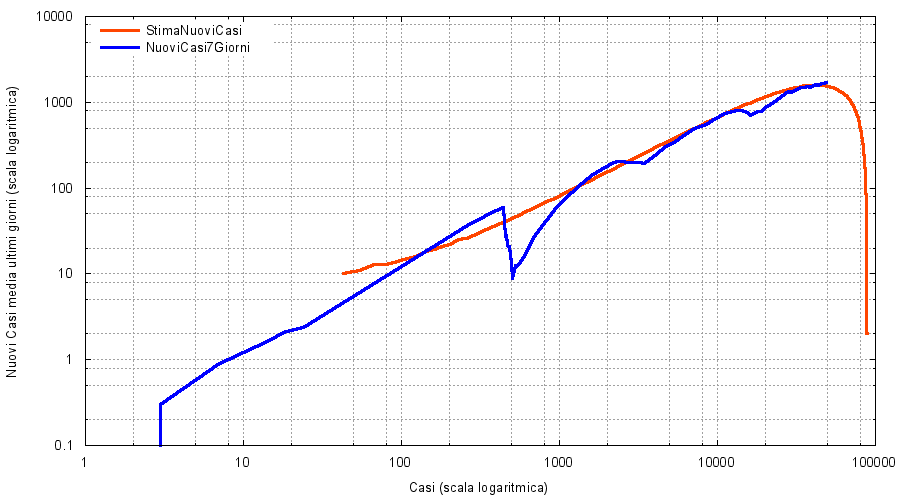 10000
1000
100
10
1
0.1
StimaNuoviCasi
NuoviCasi7Giorni
Nuovi Casi media ultimi giorni (scala logaritmica)
1 10 100 1000 10000 100000
Casi (scala logaritmica)